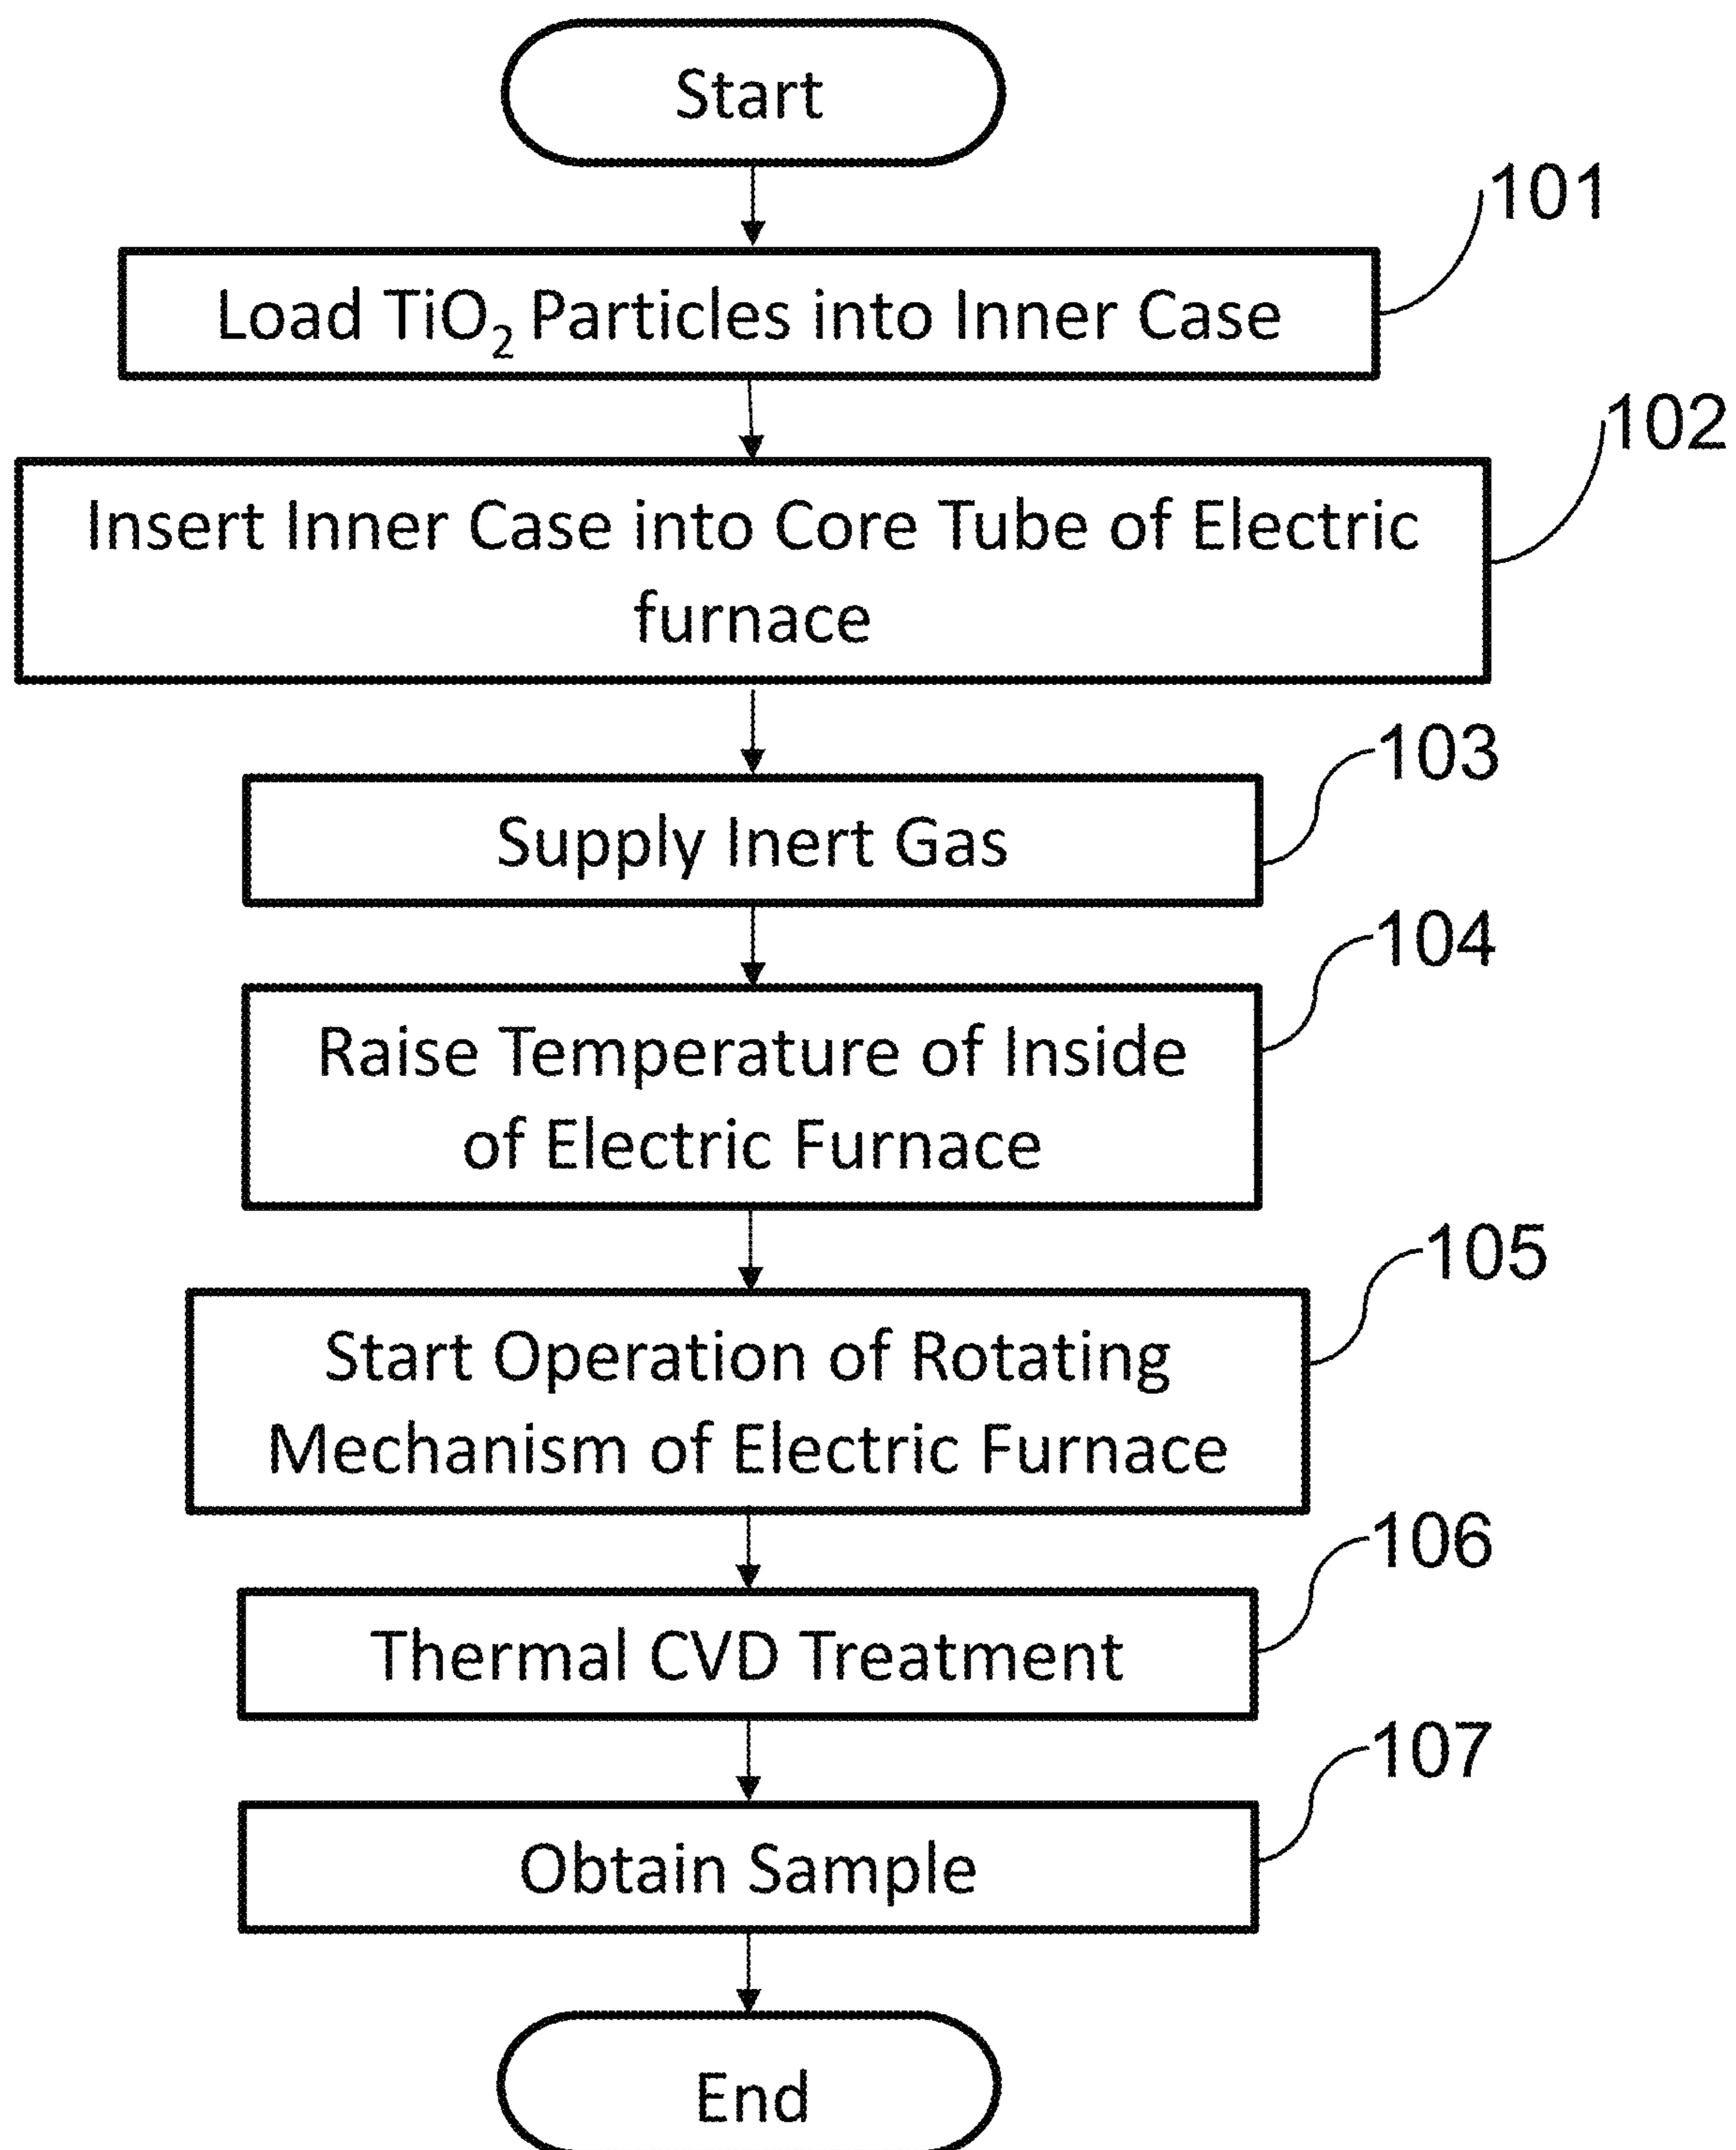 Start
101
Load TiO₂ Particles into Inner Case
102
Insert Inner Case into Core Tube of Electric
furnace
103
Supply Inert Gas
104
Raise Temperature of Inside
of Electric Furnace
105
Start Operation of Rotating
Mechanism of Electric Furnace
106
Thermal CVD Treatment
107
Obtain Sample
End